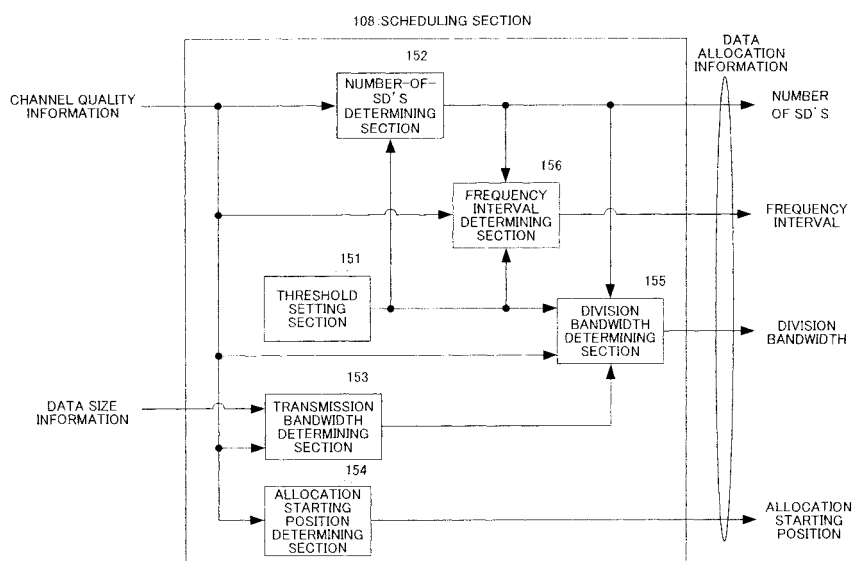 108 SCHEDULING SECTION
DATA
ALLOCATION
INFORMATION
152
NUMBER-OF-
SD'S
DETERMINING
SECTION
CHANNEL QUALITY
INFORMATION
NUMBER
OF SD'S
156
FREQUENCY
INTERVAL
DETERMINING
SECTION
FREQUENCY
INTERVAL
151
THRESHOLD
SETTING
SECTION
155
DIVISION
BANDWIDTH
DETERMINING
SECTION
DIVISION
BANDWIDTH
153
DATA SIZE
INFORMATION
TRANSMISSION
BANDWIDTH
DETERMINING
SECTION
154
ALLOCATION
STARTING
POSITION
DETERMINING
SECTION
ALLOCATION
STARTING
POSITION